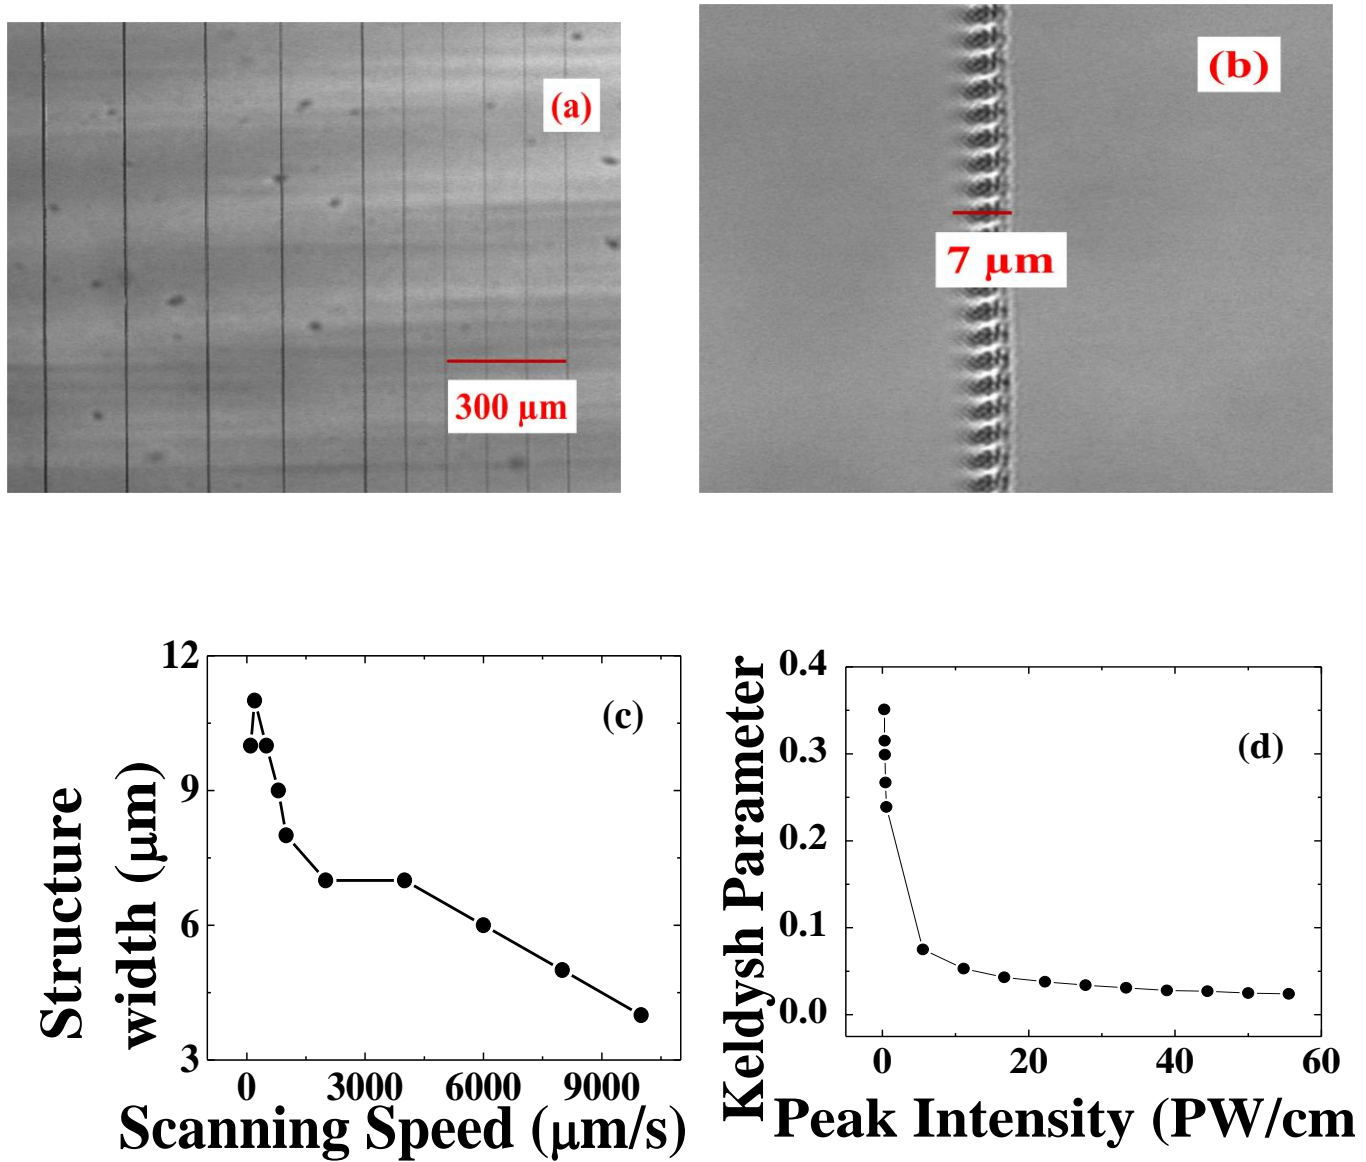 (a)
300 μm
(b)
7 μm
Structure
width (μm)
12
9
6
3
(c)
0 3000 6000 9000
Scanning Speed (μm/s)
Keldysh Parameter
0.4
0.3
0.2
0.1
0.0
(d)
0 20 40 60
Peak Intensity (PW/cm